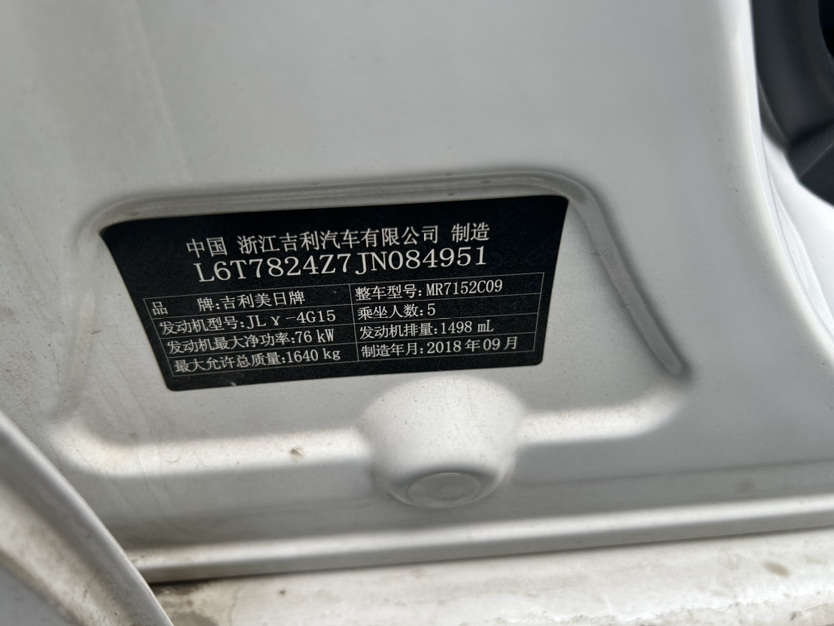 中国 浙江吉利汽车有限公司 制造
L6T7824Z7JN084951
品 牌:吉利美日牌 整车型号:MR7152C09
发动机型号:JLγ-4G15 乘坐人数:5
发动机最大净功率:76 kW 发动机排量:1498 mL
最大允许总质量:1640 kg 制造年月:2018 年 09 月